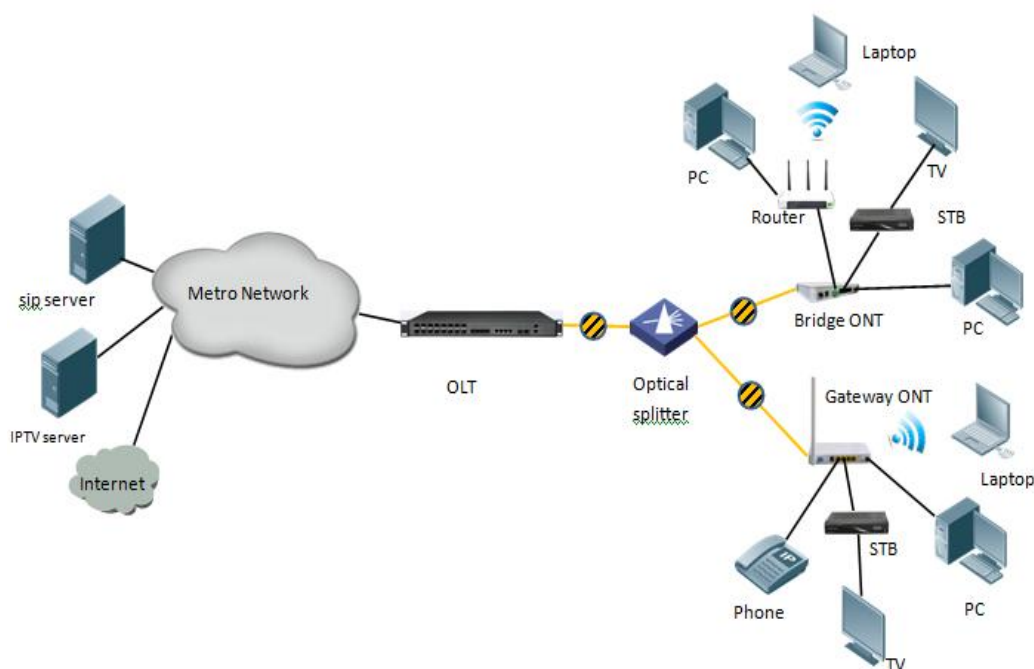 Laptop
PC
TV
Router
STB
sip server
Metro Network
Bridge ONT
PC
OLT
Optical
splitter
Gateway ONT
IPTV server
Internet
Laptop
IP
STB
Phone
PC
TV